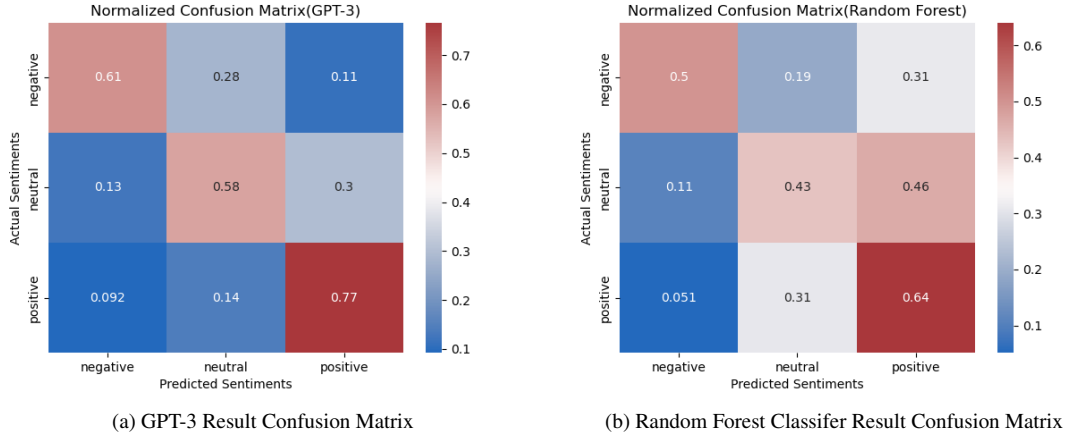 Normalized Confusion Matrix(GPT-3)
negative
neutral
positive
Actual Sentiments
0.61 0.28 0.11
0.13 0.58 0.3
0.092 0.14 0.77
negative neutral positive
Predicted Sentiments
0.7
0.6
0.5
0.4
0.3
0.2
0.1
(a) GPT-3 Result Confusion Matrix
Normalized Confusion Matrix(Random Forest)
negative
neutral
positive
Actual Sentiments
0.5 0.19 0.31
0.11 0.43 0.46
0.051 0.31 0.64
negative neutral positive
Predicted Sentiments
0.6
0.5
0.4
0.3
0.2
0.1
(b) Random Forest Classifer Result Confusion Matrix